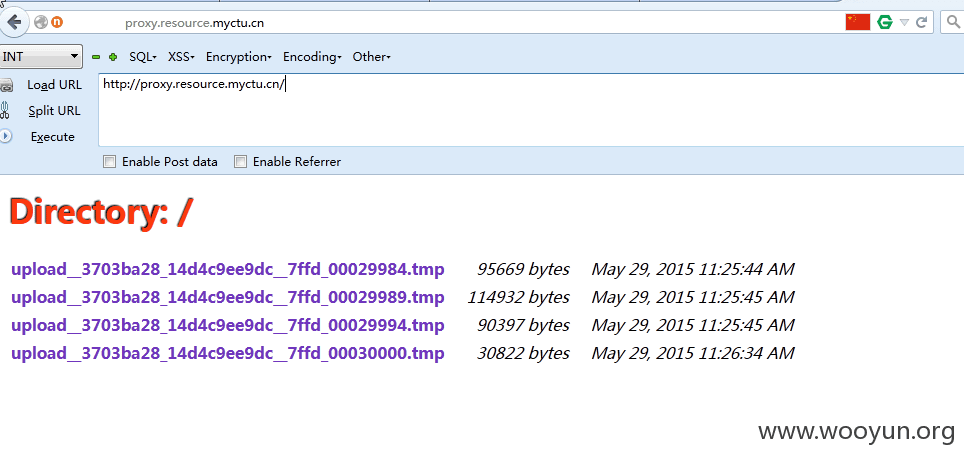 proxy.resource.myctu.cn
INT SQL XSS Encryption Encoding Other
Load URL http://proxy.resource.myctu.cn/
Split URL
Execute
Enable Post data Enable Referrer
Directory: /
upload__3703ba28_14d4c9ee9dc__7ffd_00029984.tmp 95669 bytes May 29, 2015 11:25:44 AM
upload__3703ba28_14d4c9ee9dc__7ffd_00029989.tmp 114932 bytes May 29, 2015 11:25:45 AM
upload__3703ba28_14d4c9ee9dc__7ffd_00029994.tmp 90397 bytes May 29, 2015 11:25:45 AM
upload__3703ba28_14d4c9ee9dc__7ffd_00030000.tmp 30822 bytes May 29, 2015 11:26:34 AM
www.wooyun.org